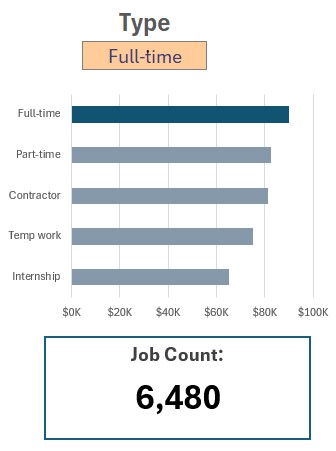 Type
Full-time
Full-time
Part-time
Contractor
Temp work
Internship
$0K $20K $40K $60K $80K $100K
Job Count:
6,480